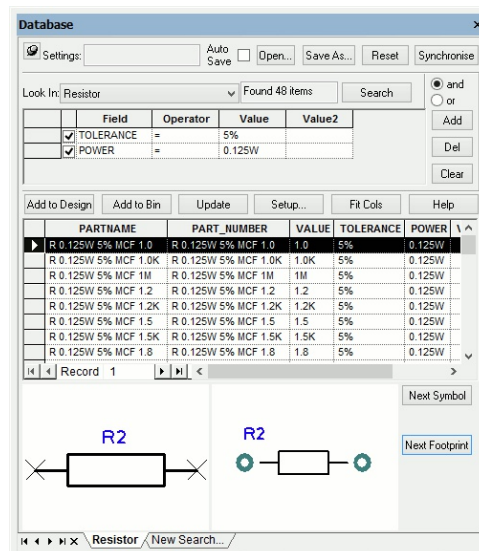 Database
Settings:
Auto Save
Open...
Save As...
Reset
Synchronise
Look In: Resistor
Found 48 items
Search
and
or
Field Operator Value Value2
TOLERANCE = 5%
POWER = 0.125W
Add
Del
Clear
Add to Design
Add to Bin
Update
Setup...
Fit Cols
Help
PARTNAME PART_NUMBER VALUE TOLERANCE POWER
R 0.125W 5% MCF 1.0 R 0.125W 5% MCF 1.0 1.0 5% 0.125W
R 0.125W 5% MCF 1.0K R 0.125W 5% MCF 1.0K 1.0K 5% 0.125W
R 0.125W 5% MCF 1M R 0.125W 5% MCF 1M 1M 5% 0.125W
R 0.125W 5% MCF 1.2 R 0.125W 5% MCF 1.2 1.2 5% 0.125W
R 0.125W 5% MCF 1.2K R 0.125W 5% MCF 1.2K 1.2K 5% 0.125W
R 0.125W 5% MCF 1.5 R 0.125W 5% MCF 1.5 1.5 5% 0.125W
R 0.125W 5% MCF 1.5K R 0.125W 5% MCF 1.5K 1.5K 5% 0.125W
R 0.125W 5% MCF 1.8 R 0.125W 5% MCF 1.8 1.8 5% 0.125W
Record 1
Next Symbol
R2
R2
Next Footprint
Resistor
New Search...